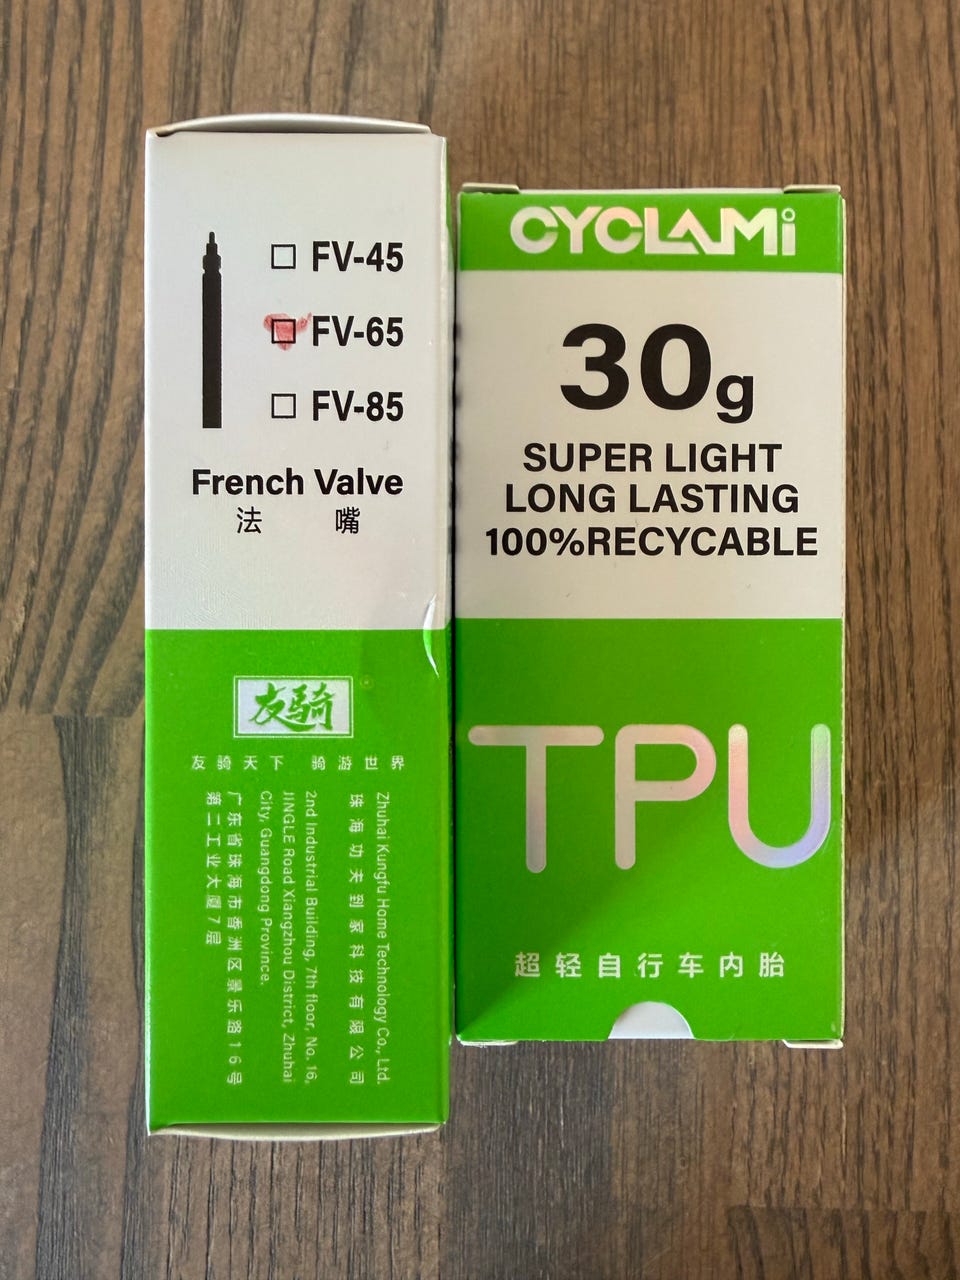 FV-45
FV-65
FV-85
French Valve
法 嘴
友骑
友骑天下 骑游世界
Zhuhai Kungfu Home Technology Co., Ltd.
珠海功夫到家科技有限公司
2nd Industrial Building, 7th floor, No. 16,
JINGLE Road Xiangzhou District, Zhuhai
City, Guangdong Province.
广东省珠海市香洲区景乐路16号
第二工业大厦7层
CYCLAMi
30g
SUPER LIGHT
LONG LASTING
100%RECYCABLE
TPU
超轻自行车内胎